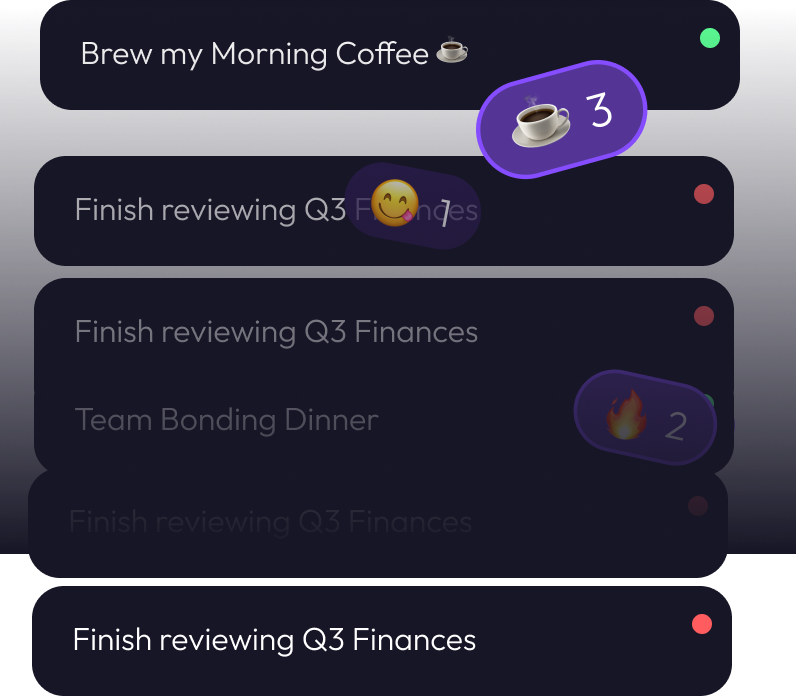 Brew my Morning Coffee ☕
☕ 3
Finish reviewing Q3 Finances
😋 1
Finish reviewing Q3 Finances
Team Bonding Dinner
🔥 2
Finish reviewing Q3 Finances
Finish reviewing Q3 Finances